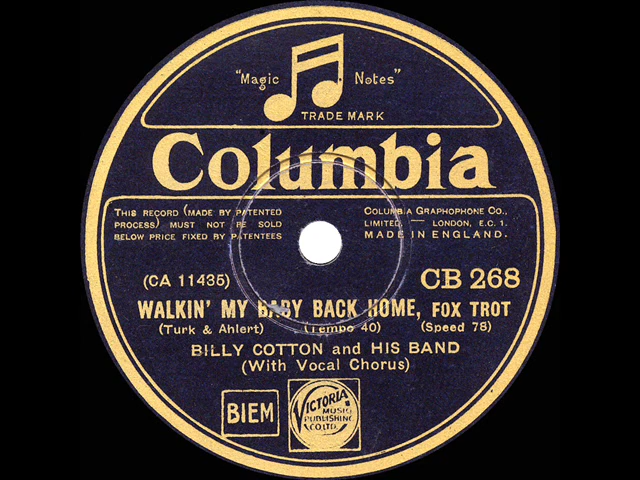 "Magic Notes"
TRADE MARK
Columbia
THIS RECORD (MADE BY PATENTED
PROCESS) MUST NOT BE SOLD
BELOW PRICE FIXED BY PATENTEES
COLUMBIA GRAPHOPHONE CO.,
LIMITED. — LONDON, E.C. 1.
MADE IN ENGLAND.
(CA 11435)
CB 268
WALKIN' MY BABY BACK HOME, FOX TROT
(Turk & Ahlert) (Tempo 40) (Speed 78)
BILLY COTTON and HIS BAND
(With Vocal Chorus)
BIEM
VICTORIA
MUSIC
PUBLISHING
CO LTD.